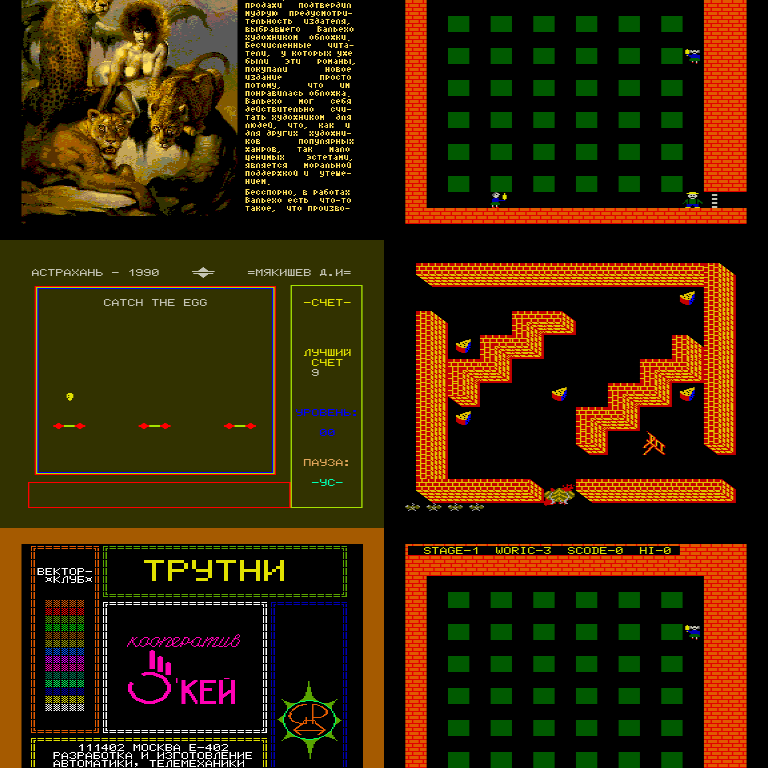 продажи подтвердил
мудрую предусмотри-
тельность издателя,
выбравшего Вальехо
художником обложки.
Бесчисленные чита-
тели, у которых уже
были эти романы,
покупали новое
издание просто
потому, что им
понравилась обложка.
Вальехо мог себя
действительно счи-
тать художником для
людей, что, как и
для других художни-
ков популярных
жанров, так мало
ценимых эстетами,
является моральной
поддержкой и утеше-
нием.
Бесспорно, в работах
Вальехо есть что-то
такое, что произво-
АСТРАХАНЬ - 1990 =МЯКИШЕВ Д.И=
CATCH THE EGG
-СЧЕТ-
ЛУЧШИЙ
СЧЕТ
9
УРОВЕНЬ:
00
ПАУЗА:
-УС-
ВЕКТОР-
¤КЛУБ¤
ТРУТНИ
кооператив
О'КЕЙ
111402 МОСКВА Е-402
РАЗРАБОТКА И ИЗГОТОВЛЕНИЕ
АВТОМАТИКИ, ТЕЛЕМЕХАНИКИ
STAGE-1 WORIC-3 SCODE-0 HI-0